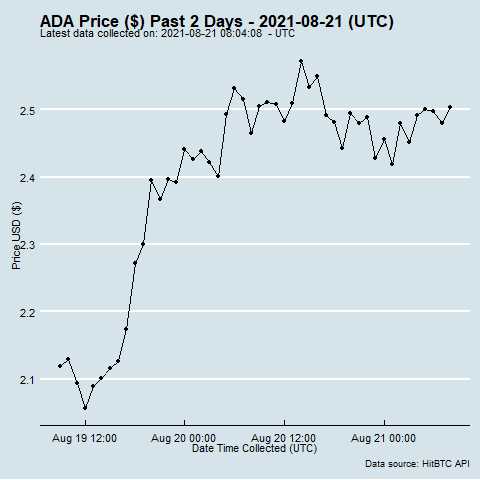 ADA Price ($) Past 2 Days - 2021-08-21 (UTC)
Latest data collected on: 2021-08-21 08:04:08  - UTC
2.5
2.4
2.3
2.2
2.1
Price USD ($)
Aug 19 12:00 Aug 20 00:00 Aug 20 12:00 Aug 21 00:00
Date Time Collected (UTC)
Data source: HitBTC API